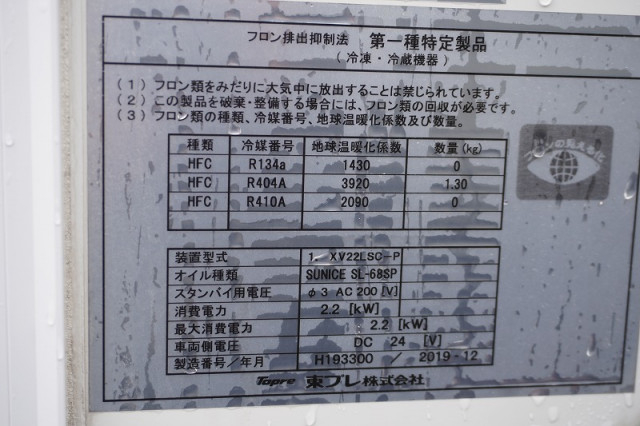 フロン排出抑制法 第一種特定製品
（冷凍・冷蔵機器）
（1）フロン類をみだりに大気中に放出することは禁じられています。
（2）この製品を破棄・整備する場合には、フロン類の回収が必要です。
（3）フロン類の種類、冷媒番号、地球温暖化係数及び数量。
種類 冷媒番号 地球温暖化係数 数量(kg)
HFC R134a 1430 0
HFC R404A 3920 1.30
HFC R410A 2090 0
フロンの見える化
装置型式 1. XV22LSC-P
オイル種類 SUNICE SL-68SP
スタンバイ用電圧 φ3 AC 200 [V]
消費電力 2.2 [kW]
最大消費電力 2.2 [kW]
車両側電圧 DC 24 [V]
製造番号／年月 H193300 ／ 2019・12
Topre 東プレ株式会社